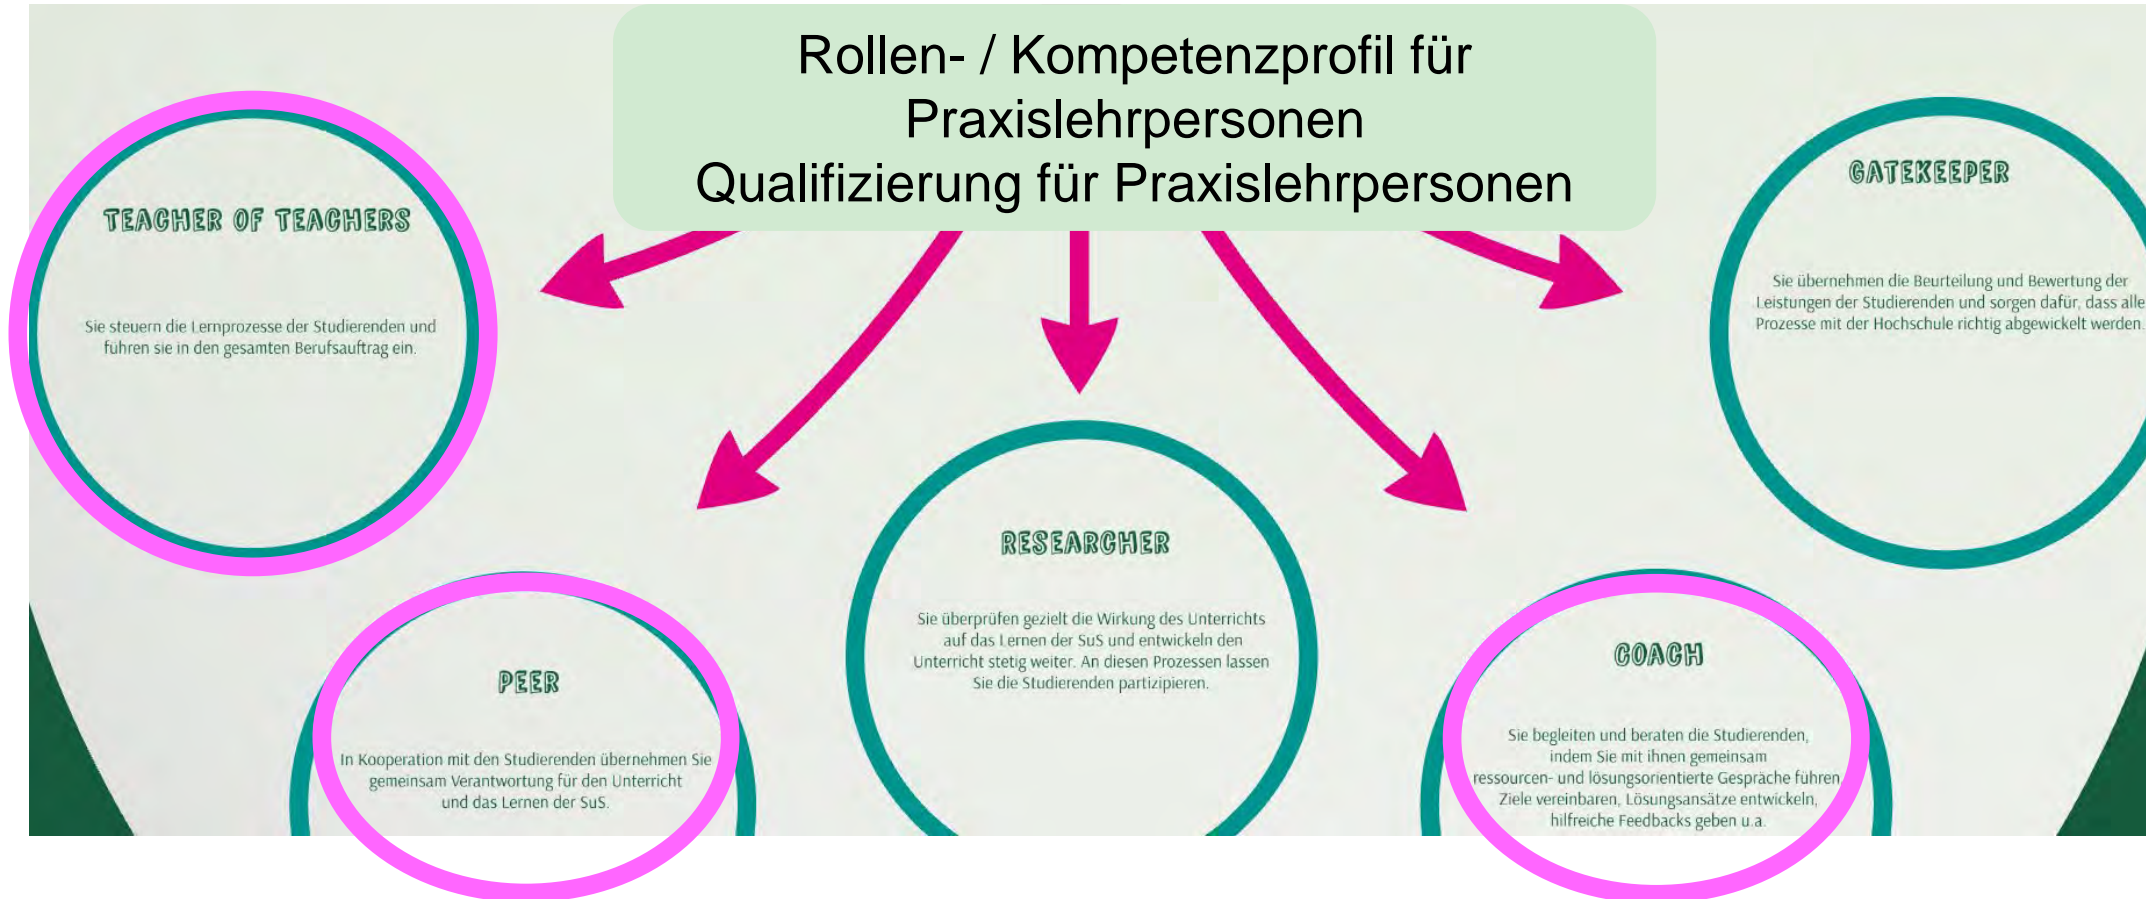 Rollen- / Kompetenzprofil für
Praxislehrpersonen
Qualifizierung für Praxislehrpersonen
TEACHER OF TEACHERS
Sie steuern die Lernprozesse der Studierenden und
führen sie in den gesamten Berufsauftrag ein.
PEER
In Kooperation mit den Studierenden übernehmen Sie
gemeinsam Verantwortung für den Unterricht
und das Lernen der SuS.
RESEARCHER
Sie überprüfen gezielt die Wirkung des Unterrichts
auf das Lernen der SuS und entwickeln den
Unterricht stetig weiter. An diesen Prozessen lassen
Sie die Studierenden partizipieren.
COACH
Sie begleiten und beraten die Studierenden,
indem Sie mit ihnen gemeinsam
ressourcen- und lösungsorientierte Gespräche führen
Ziele vereinbaren, Lösungsansätze entwickeln,
hilfreiche Feedbacks geben u.a.
GATEKEEPER
Sie übernehmen die Beurteilung und Bewertung der
Leistungen der Studierenden und sorgen dafür, dass alle
Prozesse mit der Hochschule richtig abgewickelt werden.